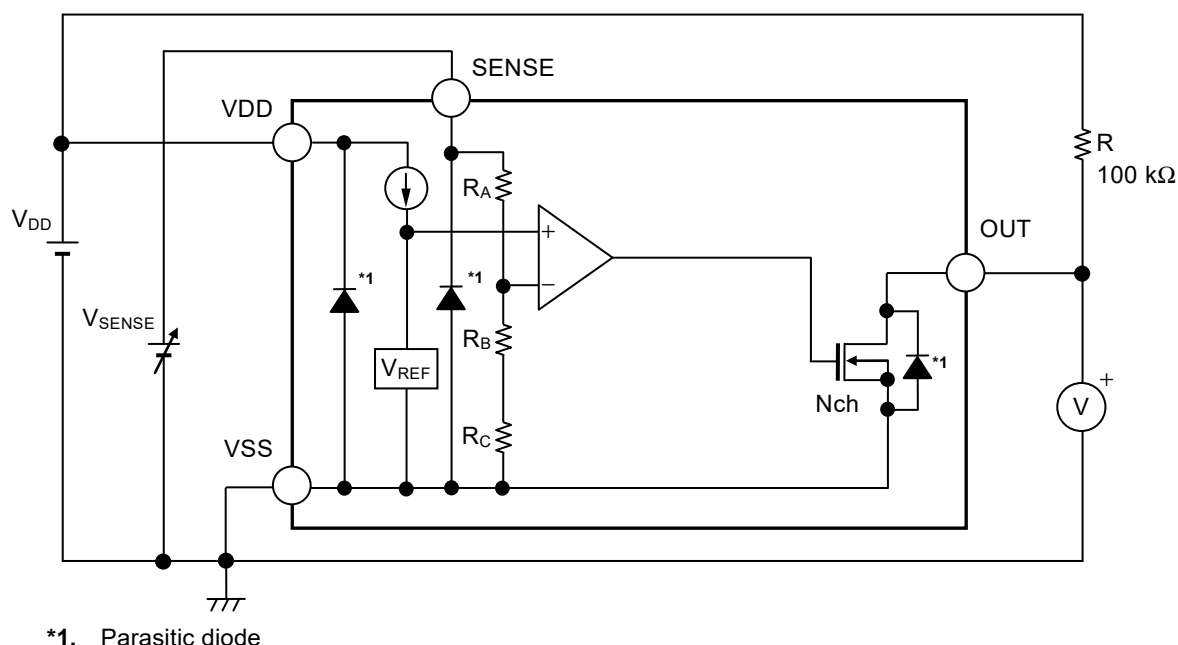 SENSE
VDD
R
100 kΩ
RA
VDD
+
OUT
*1
*1
−
VSENSE
RB
VREF
*1
+
Nch
V
RC
VSS
*1. Parasitic diode